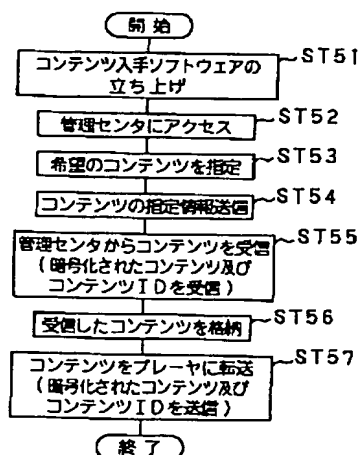 開 始
コンテンツ入手ソフトウェアの
立ち上げ
ST51
管理センタにアクセス
ST52
希望のコンテンツを指定
ST53
コンテンツの指定情報送信
ST54
管理センタからコンテンツを受信
(暗号化されたコンテンツ及び
コンテンツIDを受信)
ST55
受信したコンテンツを格納
ST56
コンテンツをプレーヤに転送
(暗号化されたコンテンツ及び
コンテンツIDを送信)
ST57
終 了